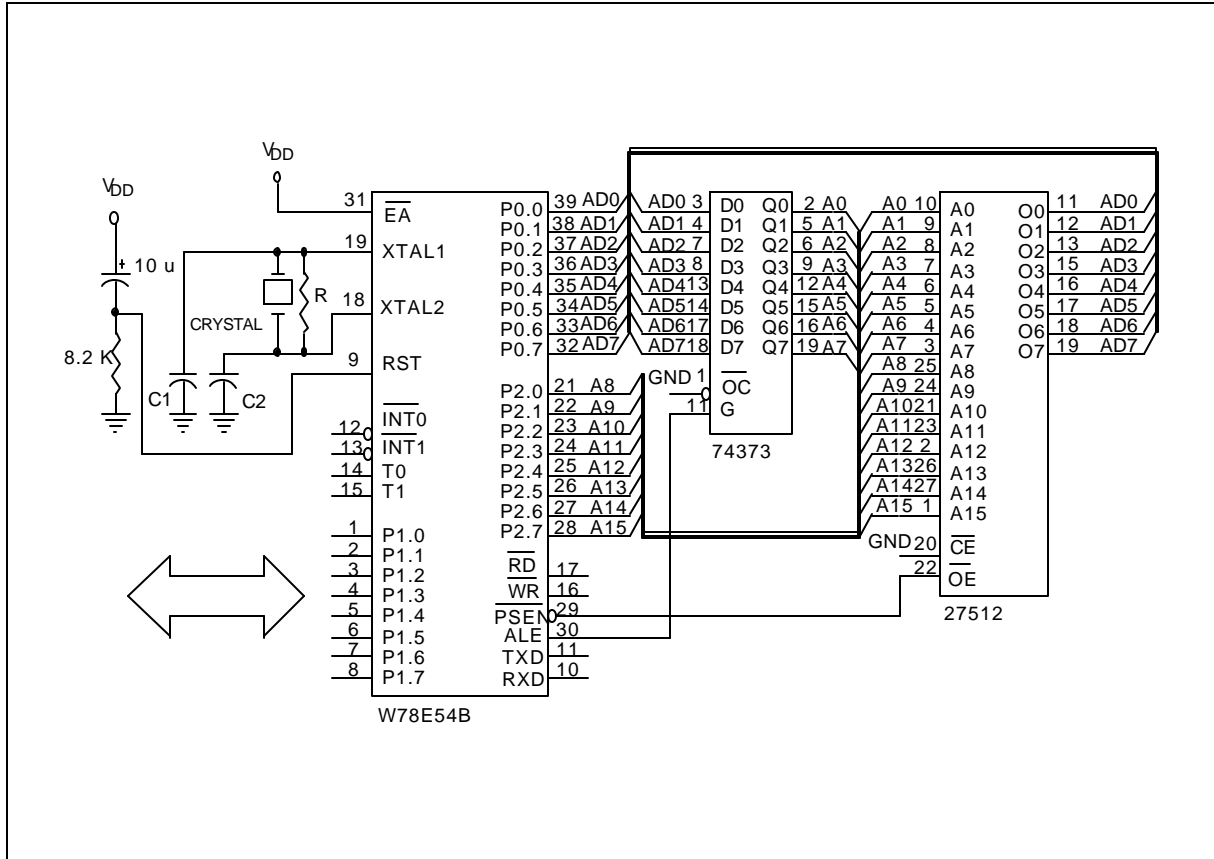 VDD
VDD
10 u
8.2 K
C1
C2
CRYSTAL
R
31 EA
19 XTAL1
18 XTAL2
9 RST
12 INT0
13 INT1
14 T0
15 T1
1 P1.0
2 P1.1
3 P1.2
4 P1.3
5 P1.4
6 P1.5
7 P1.6
8 P1.7
P0.0 39 AD0
P0.1 38 AD1
P0.2 37 AD2
P0.3 36 AD3
P0.4 35 AD4
P0.5 34 AD5
P0.6 33 AD6
P0.7 32 AD7
P2.0 21 A8
P2.1 22 A9
P2.2 23 A10
P2.3 24 A11
P2.4 25 A12
P2.5 26 A13
P2.6 27 A14
P2.7 28 A15
RD 17
WR 16
PSEN 29
ALE 30
TXD 11
RXD 10
W78E54B
AD0 3 D0 Q0 2 A0
AD1 4 D1 Q1 5 A1
AD2 7 D2 Q2 6 A2
AD3 8 D3 Q3 9 A3
AD4 13 D4 Q4 12 A4
AD5 14 D5 Q5 15 A5
AD6 17 D6 Q6 16 A6
AD7 18 D7 Q7 19 A7
GND 1 OC
11 G
74373
A0 10 A0 O0 11 AD0
A1 9 A1 O1 12 AD1
A2 8 A2 O2 13 AD2
A3 7 A3 O3 15 AD3
A4 6 A4 O4 16 AD4
A5 5 A5 O5 17 AD5
A6 4 A6 O6 18 AD6
A7 3 A7 O7 19 AD7
A8 25 A8
A9 24 A9
A10 21 A10
A11 23 A11
A12 2 A12
A13 26 A13
A14 27 A14
A15 1 A15
GND 20 CE
22 OE
27512